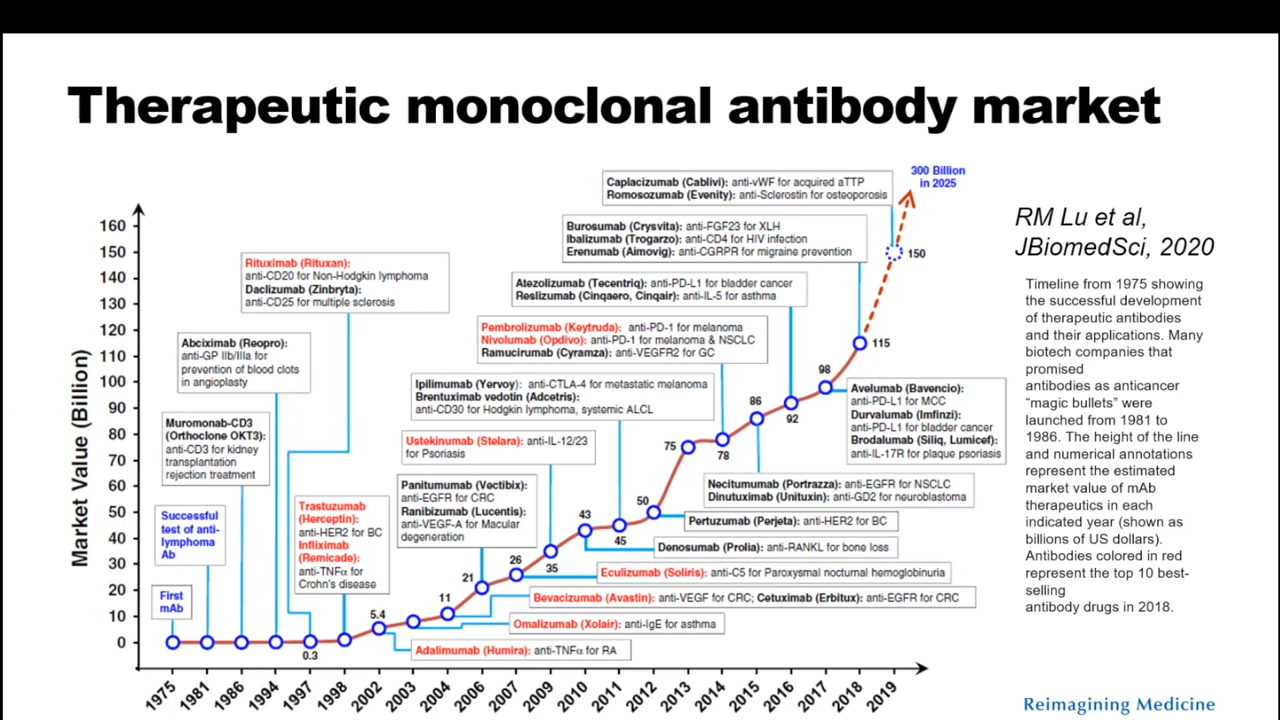 Therapeutic monoclonal antibody market
300 Billion
in 2025
Caplacizumab (Cablivi): anti-vWF for acquired aTTP
Romosozumab (Evenity): anti-Sclerostin for osteoporosis
Burosumab (Crysvita): anti-FGF23 for XLH
Ibalizumab (Trogarzo): anti-CD4 for HIV infection
Erenumab (Aimovig): anti-CGRPR for migraine prevention
Atezolizumab (Tecentriq): anti-PD-L1 for bladder cancer
Reslizumab (Cinqaero, Cinqair): anti-IL-5 for asthma
Pembrolizumab (Keytruda): anti-PD-1 for melanoma
Nivolumab (Opdivo): anti-PD-1 for melanoma & NSCLC
Ramucirumab (Cyramza): anti-VEGFR2 for GC
Ipilimumab (Yervoy): anti-CTLA-4 for metastatic melanoma
Brentuximab vedotin (Adcetris):
anti-CD30 for Hodgkin lymphoma, systemic ALCL
Ustekinumab (Stelara): anti-IL-12/23
for Psoriasis
Panitumumab (Vectibix):
anti-EGFR for CRC
Ranibizumab (Lucentis):
anti-VEGF-A for Macular
degeneration
Rituximab (Rituxan):
anti-CD20 for Non-Hodgkin lymphoma
Daclizumab (Zinbryta):
anti-CD25 for multiple sclerosis
Abciximab (Reopro):
anti-GP IIb/IIIa for
prevention of blood clots
in angioplasty
Muromonab-CD3
(Orthoclone OKT3):
anti-CD3 for kidney
transplantation
rejection treatment
Successful
test of anti-
lymphoma
Ab
First
mAb
Trastuzumab
(Herceptin):
anti-HER2 for BC
Infliximab
(Remicade):
anti-TNFα for
Crohn's disease
Avelumab (Bavencio):
anti-PD-L1 for MCC
Durvalumab (Imfinzi):
anti-PD-L1 for bladder cancer
Brodalumab (Siliq, Lumicef):
anti-IL-17R for plaque psoriasis
Necitumumab (Portrazza): anti-EGFR for NSCLC
Dinutuximab (Unituxin): anti-GD2 for neuroblastoma
Pertuzumab (Perjeta): anti-HER2 for BC
Denosumab (Prolia): anti-RANKL for bone loss
Eculizumab (Soliris): anti-C5 for Paroxysmal nocturnal hemoglobinuria
Bevacizumab (Avastin): anti-VEGF for CRC; Cetuximab (Erbitux): anti-EGFR for CRC
Omalizumab (Xolair): anti-IgE for asthma
Adalimumab (Humira): anti-TNFα for RA
Market Value (Billion)
160
150
140
130
120
110
100
90
80
70
60
50
40
30
20
10
0
0.3
5.4
11
21
26
35
43
45
50
75
78
86
92
98
115
150
1975
1981
1986
1994
1997
1998
2002
2003
2004
2006
2007
2009
2010
2011
2012
2013
2014
2015
2016
2017
2018
2019
RM Lu et al,
JBiomedSci, 2020
Timeline from 1975 showing
the successful development
of therapeutic antibodies
and their applications. Many
biotech companies that
promised
antibodies as anticancer
“magic bullets” were
launched from 1981 to
1986. The height of the line
and numerical annotations
represent the estimated
market value of mAb
therapeutics in each
indicated year (shown as
billions of US dollars).
Antibodies colored in red
represent the top 10 best-
selling
antibody drugs in 2018.
Reimagining Medicine